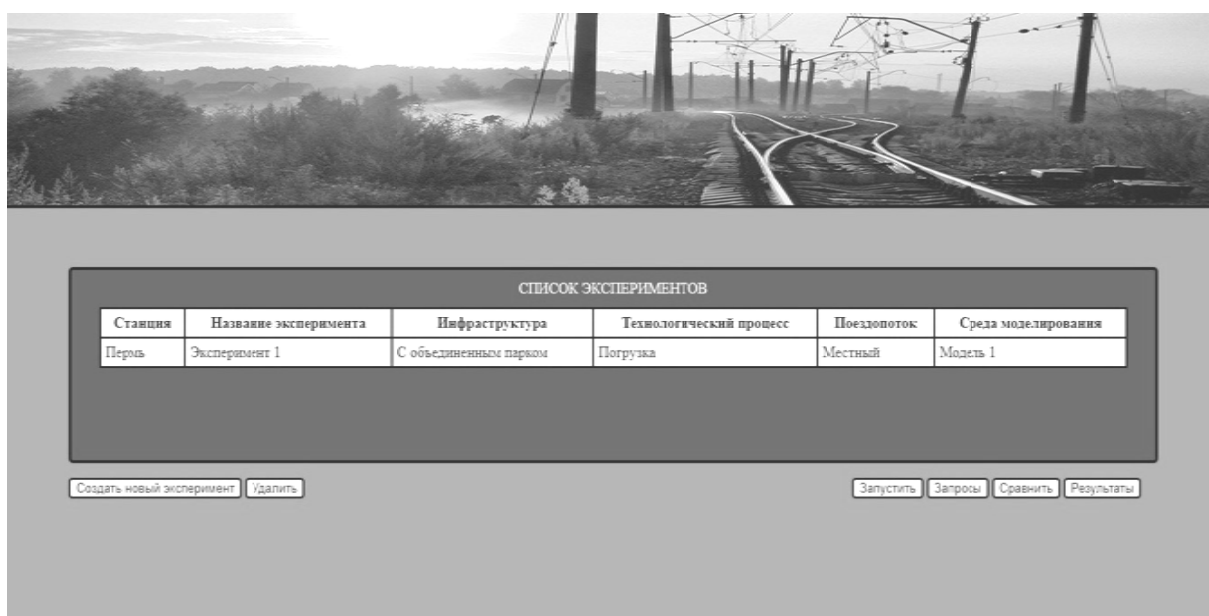 СПИСОК ЭКСПЕРИМЕНТОВ
Станция Название эксперимента Инфраструктура Технологический процесс Поездопоток Среда моделирования
Пермь Эксперимент 1 С объединенным парком Погрузка Местный Модель 1
Создать новый эксперимент Удалить Запустить Запросы Сравнить Результаты